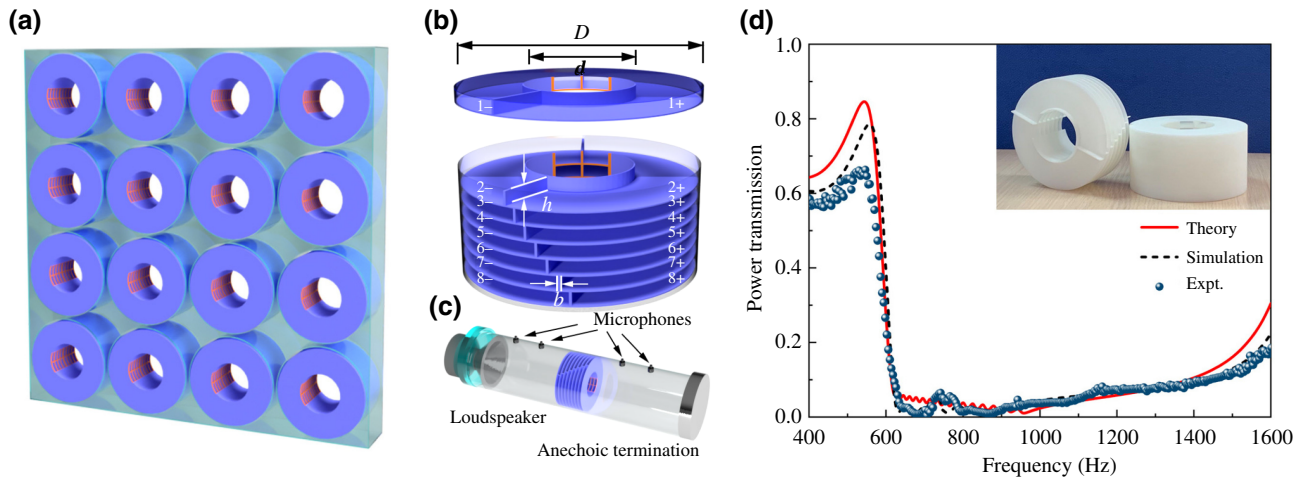 (a)
(b)
D
d
1– 1+
2– 2+
3– h 3+
4– 4+
5– 5+
6– 6+
7– 7+
8– b 8+
(c)
Microphones
Loudspeaker
Anechoic termination
(d)
Power transmission
1.0
0.8
0.6
0.4
0.2
0.0
Theory
Simulation
Expt.
400 600 800 1000 1200 1400 1600
Frequency (Hz)